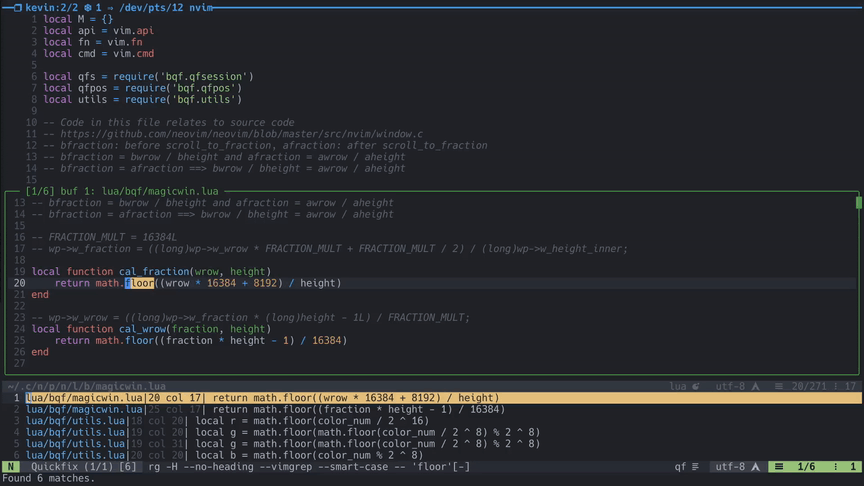 kevin:2/2 ❄ 1 ⇒ /dev/pts/12 nvim
1 local M = {}
2 local api = vim.api
3 local fn = vim.fn
4 local cmd = vim.cmd
5
6 local qfs = require('bqf.qfsession')
7 local qfpos = require('bqf.qfpos')
8 local utils = require('bqf.utils')
9
10 -- Code in this file relates to source code
11 -- https://github.com/neovim/neovim/blob/master/src/nvim/window.c
12 -- bfraction: before scroll_to_fraction, afraction: after scroll_to_fraction
13 -- bfraction = bwrow / bheight and afraction = awrow / aheight
14 -- bfraction = afraction ==> bwrow / bheight = awrow / aheight
15
[1/6] buf 1: lua/bqf/magicwin.lua
13 -- bfraction = bwrow / bheight and afraction = awrow / aheight
14 -- bfraction = afraction ==> bwrow / bheight = awrow / aheight
15
16 -- FRACTION_MULT = 16384L
17 -- wp->w_fraction = ((long)wp->w_wrow * FRACTION_MULT + FRACTION_MULT / 2) / (long)wp->w_height_inner;
18
19 local function cal_fraction(wrow, height)
20     return math.floor((wrow * 16384 + 8192) / height)
21 end
22
23 -- wp->w_wrow = ((long)wp->w_fraction * (long)height - 1L) / FRACTION_MULT;
24 local function cal_wrow(fraction, height)
25     return math.floor((fraction * height - 1) / 16384)
26 end
27
~/.c/n/p/n/l/b/magicwin.lua lua utf-8 ≡ 20/271 ⋮ 17
1 lua/bqf/magicwin.lua|20 col 17| return math.floor((wrow * 16384 + 8192) / height)
2 lua/bqf/magicwin.lua|25 col 17| return math.floor((fraction * height - 1) / 16384)
3 lua/bqf/utils.lua|18 col 20| local r = math.floor(color_num / 2 ^ 16)
4 lua/bqf/utils.lua|19 col 20| local g = math.floor(math.floor(color_num / 2 ^ 8) % 2 ^ 8)
5 lua/bqf/utils.lua|19 col 31| local g = math.floor(math.floor(color_num / 2 ^ 8) % 2 ^ 8)
6 lua/bqf/utils.lua|20 col 20| local b = math.floor(color_num % 2 ^ 8)
N Quickfix (1/1) [6] rg -H --no-heading --vimgrep --smart-case -- 'floor'[-] qf utf-8 ≡ 1/6 ⋮ 1
Found 6 matches.